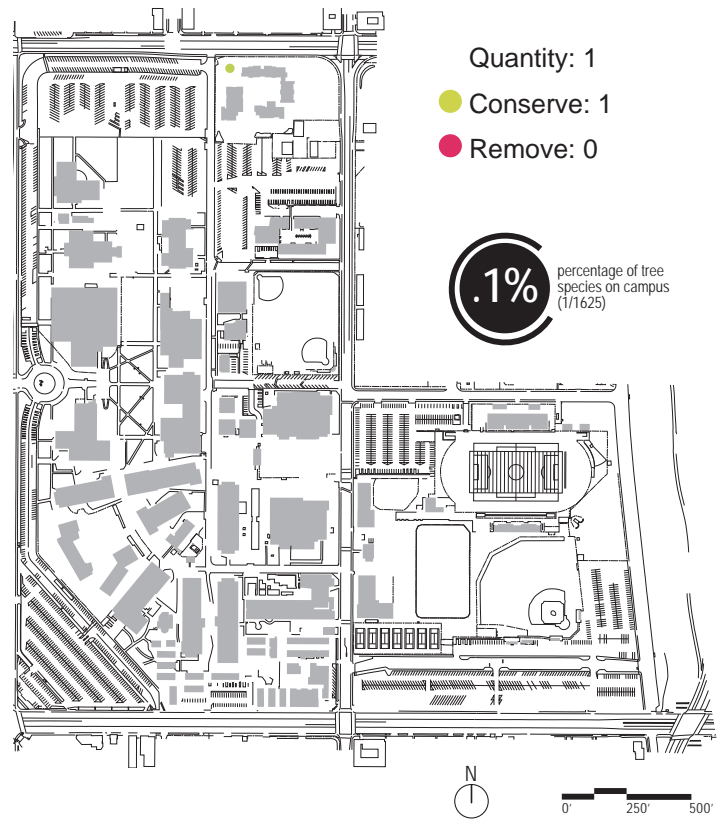 Quantity: 1
Conserve: 1
Remove: 0
.1%
percentage of tree
species on campus
(1/1625)
N
0' 250' 500'